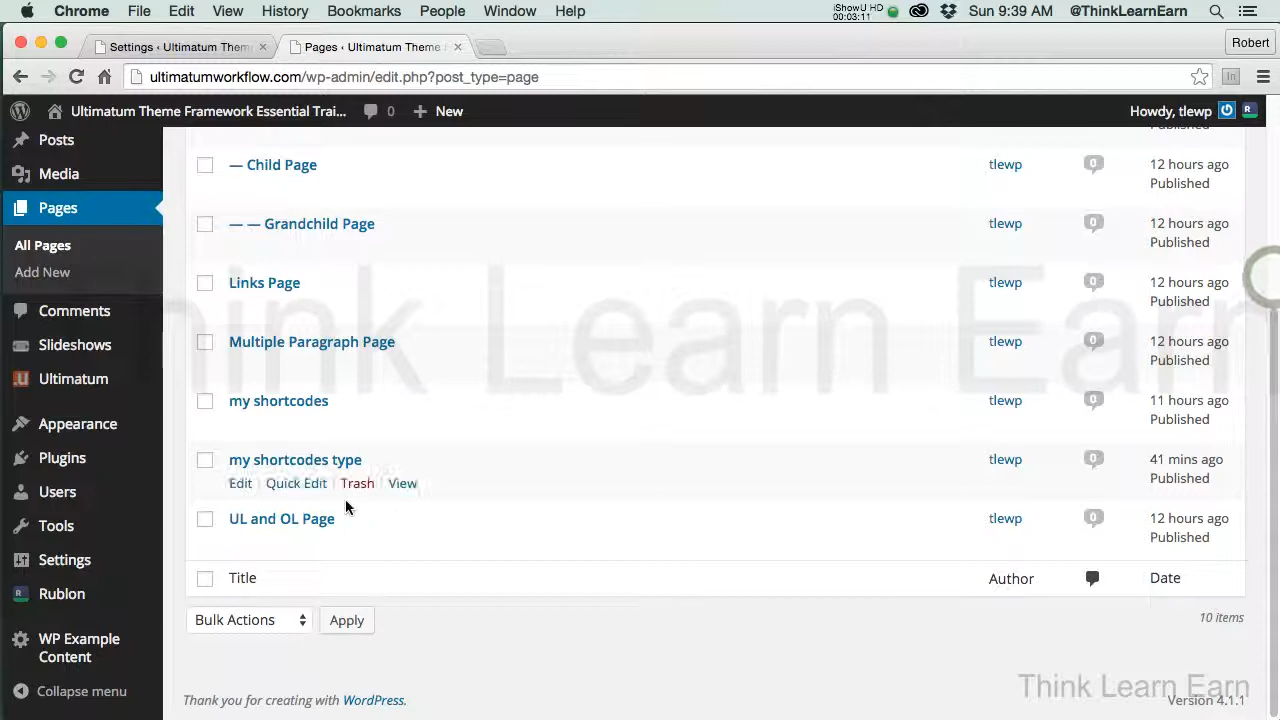 Chrome File Edit View History Bookmarks People Window Help iShowU HD 00:03:11 Sun 9:39 AM @ThinkLearnEarn
Settings ‹ Ultimatum Them × Pages ‹ Ultimatum Theme × Robert
ultimatumworkflow.com/wp-admin/edit.php?post_type=page
Ultimatum Theme Framework Essential Trai... 0 + New Howdy, tlewp
Posts
Media
Pages
All Pages
Add New
Comments
Slideshows
Ultimatum
Appearance
Plugins
Users
Tools
Settings
Rublon
WP Example
Content
Collapse menu
Published
— Child Page tlewp 0 12 hours ago
Published
— — Grandchild Page tlewp 0 12 hours ago
Published
Links Page tlewp 0 12 hours ago
Published
Multiple Paragraph Page tlewp 0 12 hours ago
Published
my shortcodes tlewp 0 11 hours ago
Published
my shortcodes type tlewp 0 41 mins ago
Edit Quick Edit Trash View Published
UL and OL Page tlewp 0 12 hours ago
Published
Title Author Date
Bulk Actions Apply 10 items
Thank you for creating with WordPress. Version 4.1.1
Think Learn Earn
Think Learn Earn